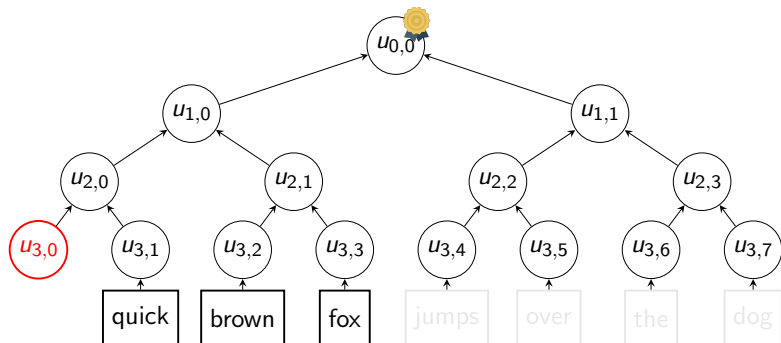 u0,0
u1,0 u1,1
u2,0 u2,1 u2,2 u2,3
u3,0 u3,1 u3,2 u3,3 u3,4 u3,5 u3,6 u3,7
quick brown fox jumps over the dog